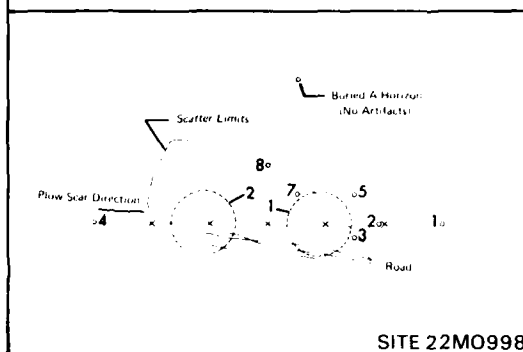 Buried A Horizon
(No Artifacts)
Scatter Limits
8
Plow Scar Direction
2
7
5
1
4
2
1
3
Road
SITE 22MO998